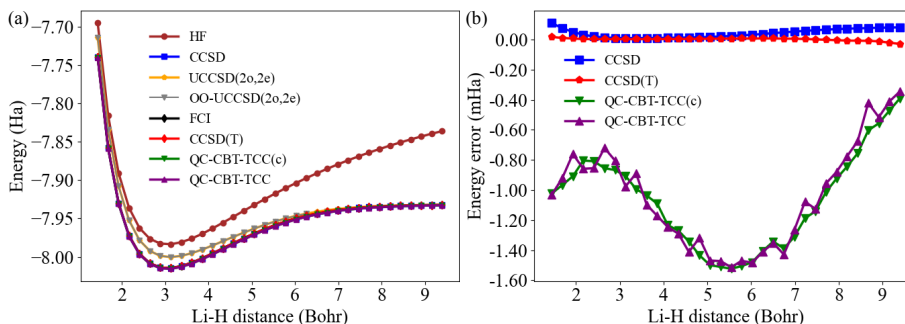 (a)
−7.70
−7.75
−7.80
−7.85
−7.90
−7.95
−8.00
Energy (Ha)
HF
CCSD
UCCSD(2o,2e)
OO-UCCSD(2o,2e)
FCI
CCSD(T)
QC-CBT-TCC(c)
QC-CBT-TCC
2 3 4 5 6 7 8 9
Li-H distance (Bohr)
(b)
0.00
-0.20
-0.40
-0.60
-0.80
-1.00
-1.20
-1.40
-1.60
Energy error (mHa)
CCSD
CCSD(T)
QC-CBT-TCC(c)
QC-CBT-TCC
2 3 4 5 6 7 8 9
Li-H distance (Bohr)